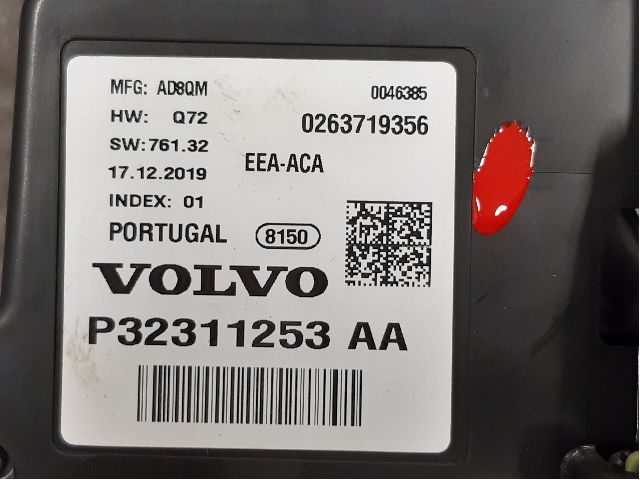 MFG: AD8QM 0046385
HW: Q72 0263719356
SW:761.32
17.12.2019 EEA-ACA
INDEX: 01
PORTUGAL 8150
VOLVO
P32311253 AA